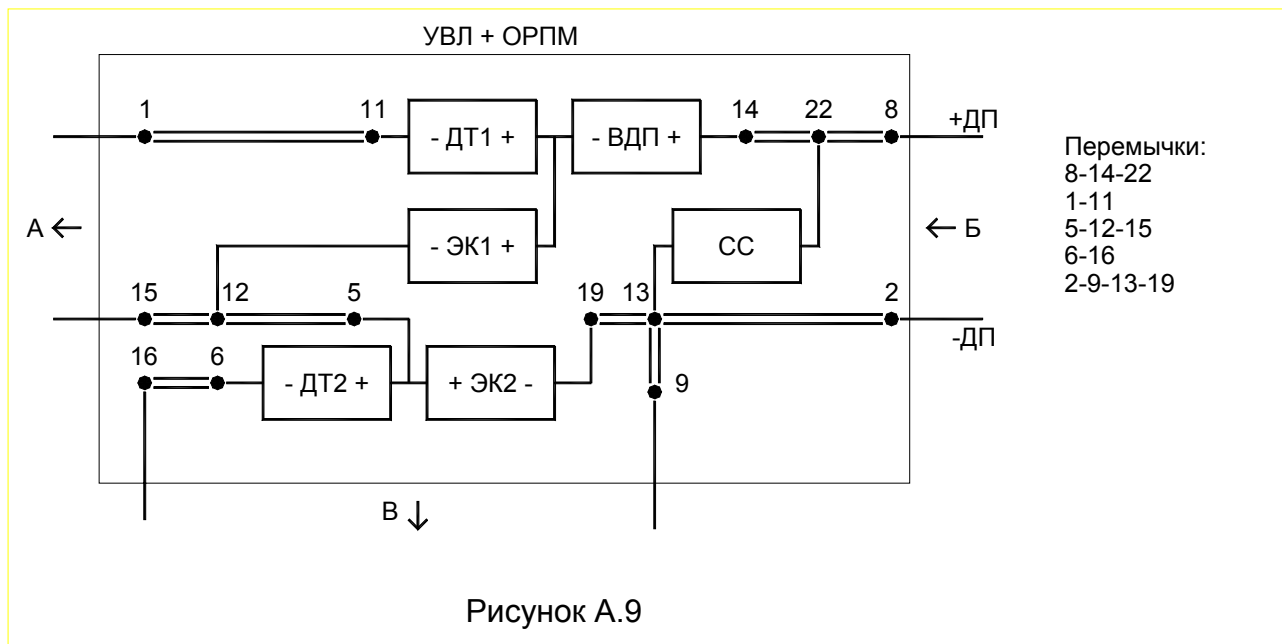 УВЛ + ОРПМ
1
11
- ДТ1 +
- ВДП +
14
22
8
+ДП
Перемычки:
8-14-22
1-11
5-12-15
6-16
2-9-13-19
А
- ЭК1 +
СС
Б
15
12
5
19
13
2
-ДП
16
6
- ДТ2 +
+ ЭК2 -
9
В
Рисунок А.9